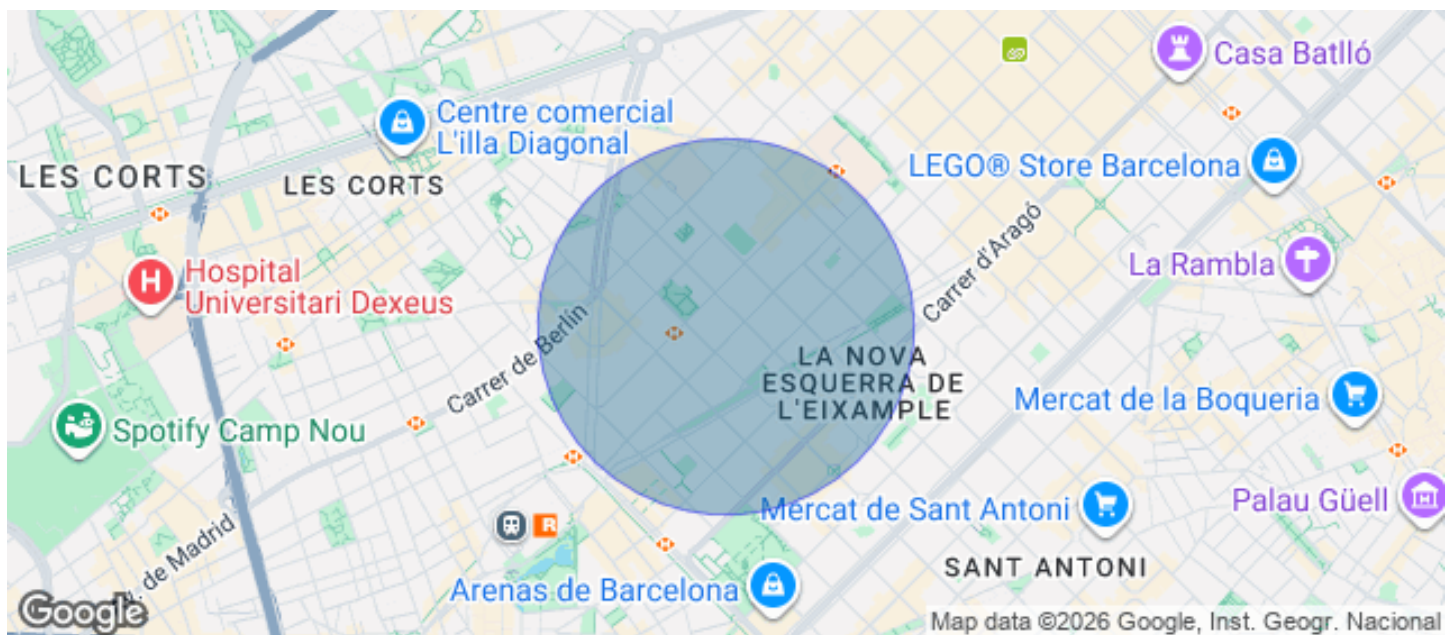 Casa Batlló
Centre comercial
L'illa Diagonal
LES CORTS
LES CORTS
LEGO® Store Barcelona
Carrer d'Aragó
La Rambla
H
Hospital
Universitari Dexeus
Carrer de Berlín
LA NOVA
ESQUERRA DE
L'EIXAMPLE
Mercat de la Boqueria
Spotify Camp Nou
Mercat de Sant Antoni
Palau Güell
R
de Madrid
SANT ANTONI
Arenas de Barcelona
Google
Map data ©2026 Google, Inst. Geogr. Nacional